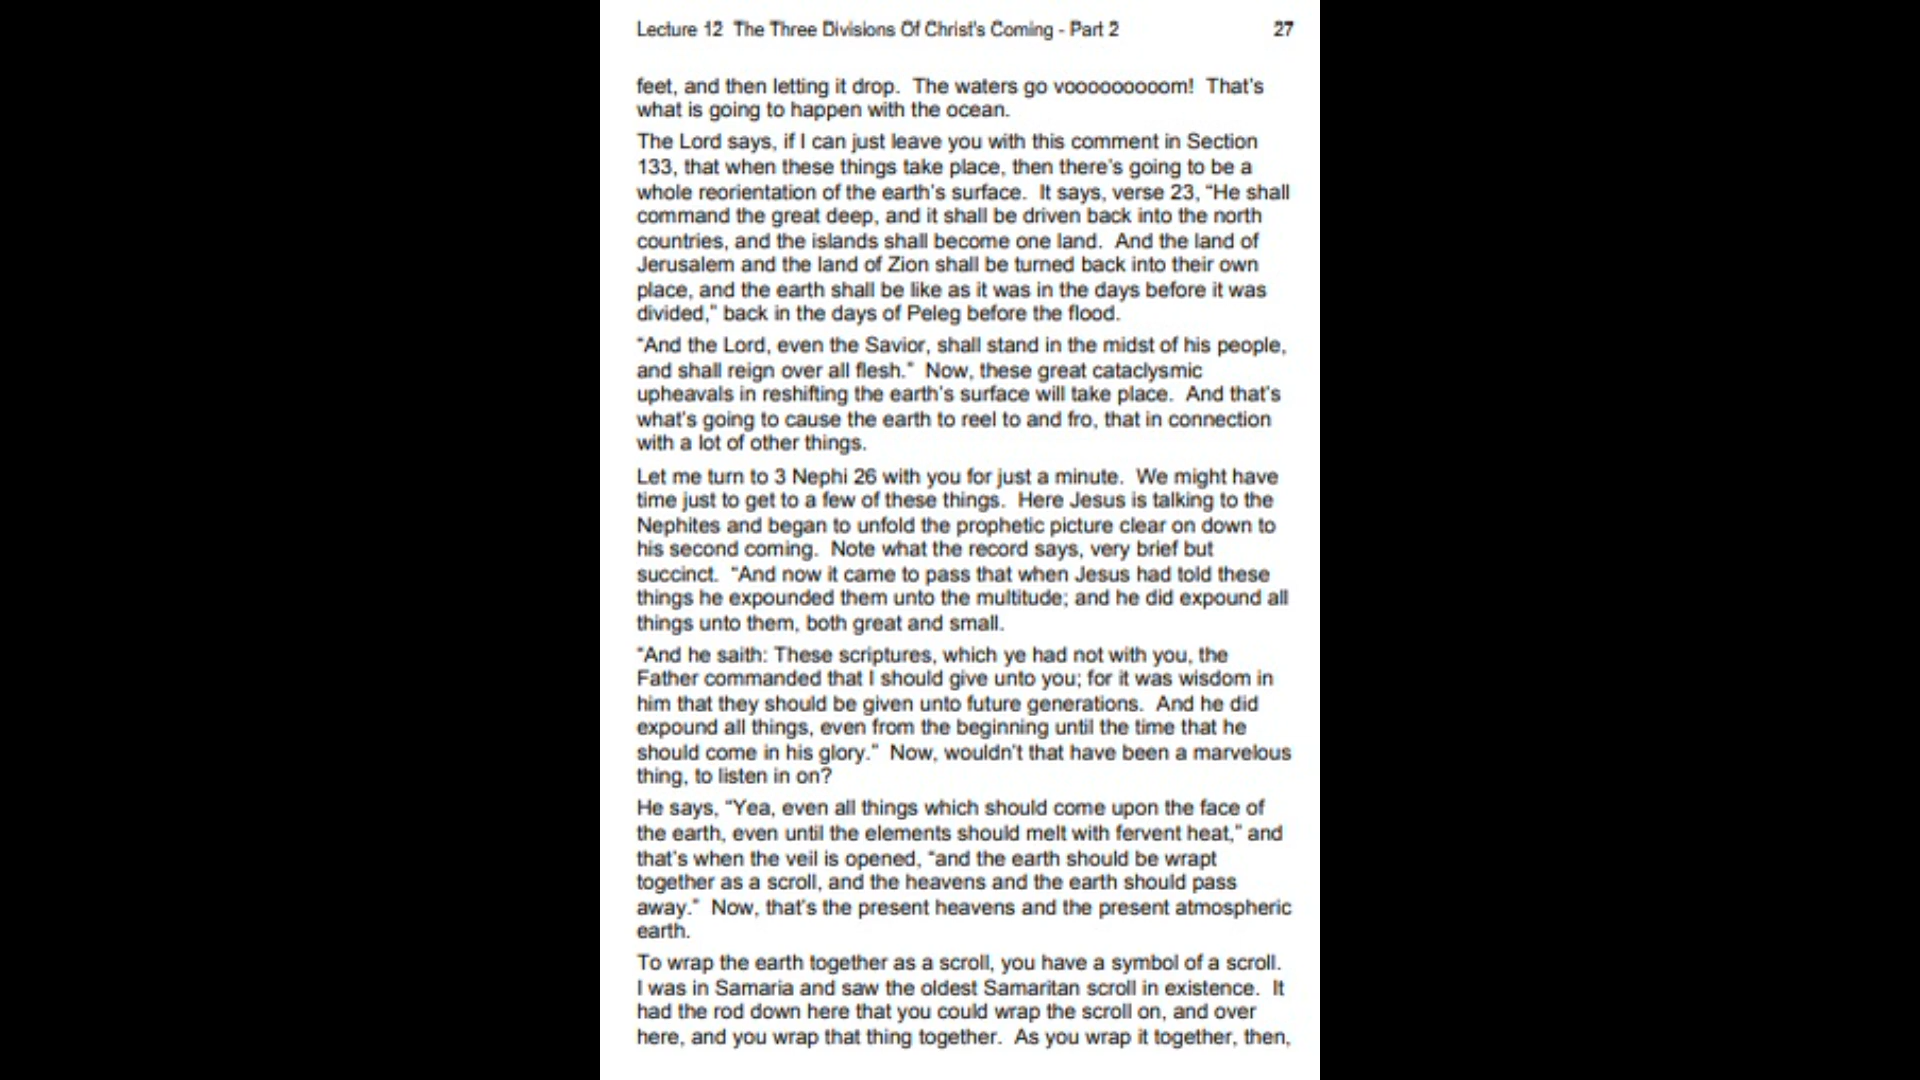 Lecture 12 The Three Divisions Of Christ's Coming - Part 2 27
feet, and then letting it drop. The waters go vooooooooom! That's
what is going to happen with the ocean.
The Lord says, if I can just leave you with this comment in Section
133, that when these things take place, then there's going to be a
whole reorientation of the earth's surface. It says, verse 23, “He shall
command the great deep, and it shall be driven back into the north
countries, and the islands shall become one land. And the land of
Jerusalem and the land of Zion shall be turned back into their own
place, and the earth shall be like as it was in the days before it was
divided,” back in the days of Peleg before the flood.
“And the Lord, even the Savior, shall stand in the midst of his people,
and shall reign over all flesh.” Now, these great cataclysmic
upheavals in reshifting the earth's surface will take place. And that's
what's going to cause the earth to reel to and fro, that in connection
with a lot of other things.
Let me turn to 3 Nephi 26 with you for just a minute. We might have
time just to get to a few of these things. Here Jesus is talking to the
Nephites and began to unfold the prophetic picture clear on down to
his second coming. Note what the record says, very brief but
succinct. “And now it came to pass that when Jesus had told these
things he expounded them unto the multitude; and he did expound all
things unto them, both great and small.
“And he saith: These scriptures, which ye had not with you, the
Father commanded that I should give unto you; for it was wisdom in
him that they should be given unto future generations. And he did
expound all things, even from the beginning until the time that he
should come in his glory.” Now, wouldn't that have been a marvelous
thing, to listen in on?
He says, “Yea, even all things which should come upon the face of
the earth, even until the elements should melt with fervent heat,” and
that's when the veil is opened, “and the earth should be wrapt
together as a scroll, and the heavens and the earth should pass
away.” Now, that's the present heavens and the present atmospheric
earth.
To wrap the earth together as a scroll, you have a symbol of a scroll.
I was in Samaria and saw the oldest Samaritan scroll in existence. It
had the rod down here that you could wrap the scroll on, and over
here, and you wrap that thing together. As you wrap it together, then,